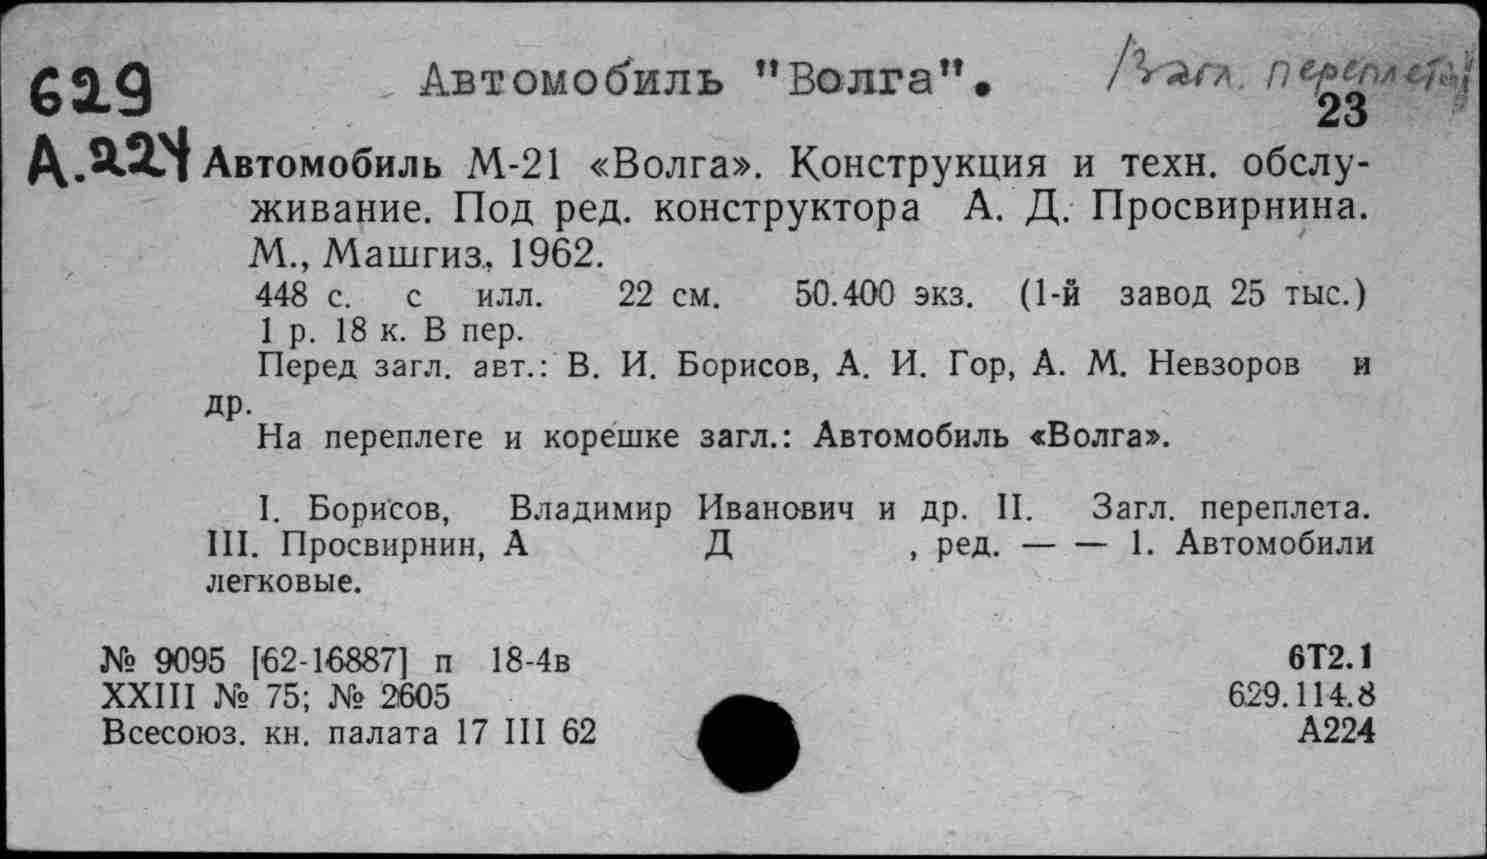 629 Автомобиль "Волга". /Загл. переплета/
23
А.224 Автомобиль М-21 «Волга». Конструкция и техн. обслу-
живание. Под ред. конструктора А. Д. Просвирнина.
М., Машгиз, 1962.
448 с. с илл. 22 см. 50.400 экз. (1-й завод 25 тыс.)
1 р. 18 к. В пер.
Перед загл. авт.: В. И. Борисов, А. И. Гор, А. М. Невзоров и
др.
На переплете и корешке загл.: Автомобиль «Волга».
I. Борисов, Владимир Иванович и др. II. Загл. переплета.
III. Просвирнин, А Д , ред. — — 1. Автомобили
легковые.
№ 9095 [62-16887] п 18-4в 6Т2.1
XXIII № 75; № 2605 629.114.8
Всесоюз. кн. палата 17 III 62 А224